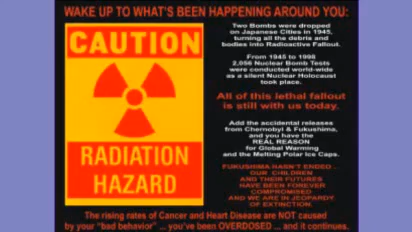 WAKE UP TO WHAT'S BEEN HAPPENING AROUND YOU:
CAUTION
RADIATION
HAZARD
Two Bombs were dropped
on Japanese Cities in 1945,
turning all the debris and
bodies into Radioactive Fallout.
From 1945 to 1998
2,056 Nuclear Bomb Tests
were conducted world-wide
as a silent Nuclear Holocaust
took place.
All of this lethal fallout
is still with us today.
Add the accidental releases
from Chernobyl & Fukushima,
and you have the
REAL REASON
for Global Warming
and the Melting Polar Ice Caps.
FUKUSHIMA HASN'T ENDED ...
OUR CHILDREN
AND THEIR FUTURES
HAVE BEEN FOREVER
COMPROMISED
AND WE ARE IN JEOPARDY
OF EXTINCTION.
The rising rates of Cancer and Heart Disease are NOT caused
by your "bad behavior" ... you've been OVERDOSED ... and it continues.